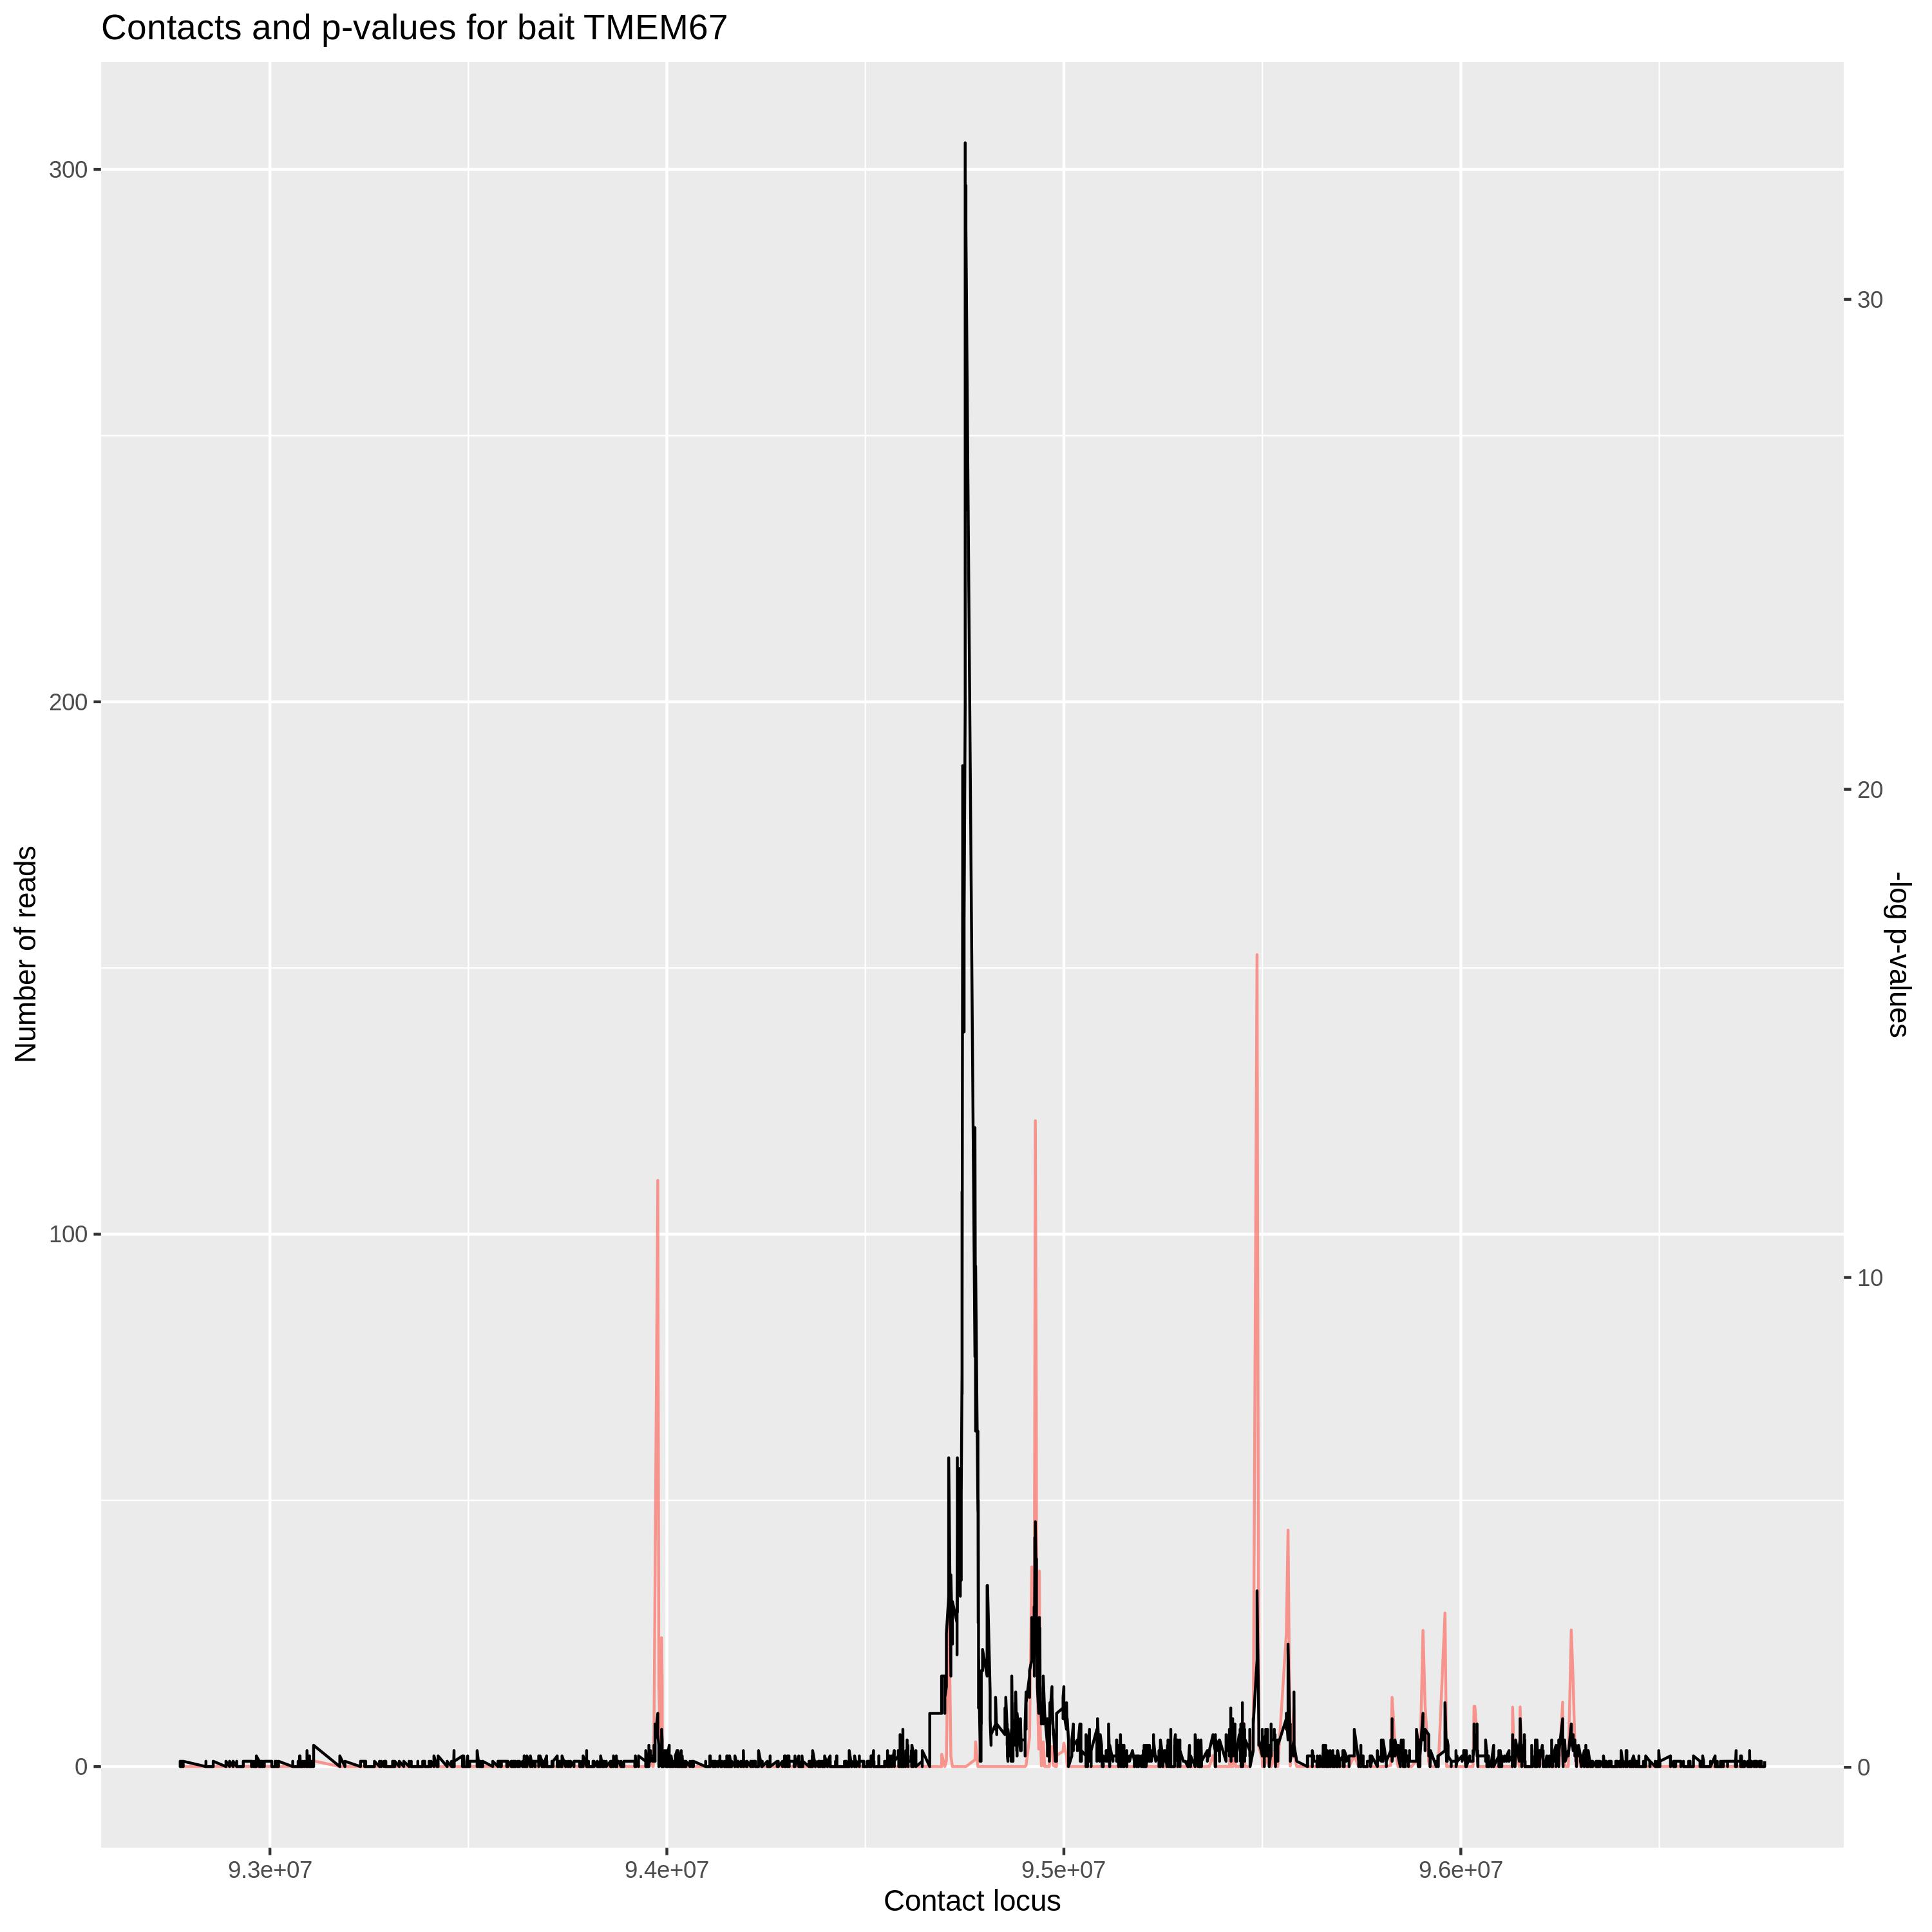 Contacts and p-values for bait TMEM67
300
200
100
0
Number of reads
30
20
10
0
-log p-values
9.3e+07
9.4e+07
9.5e+07
9.6e+07
Contact locus